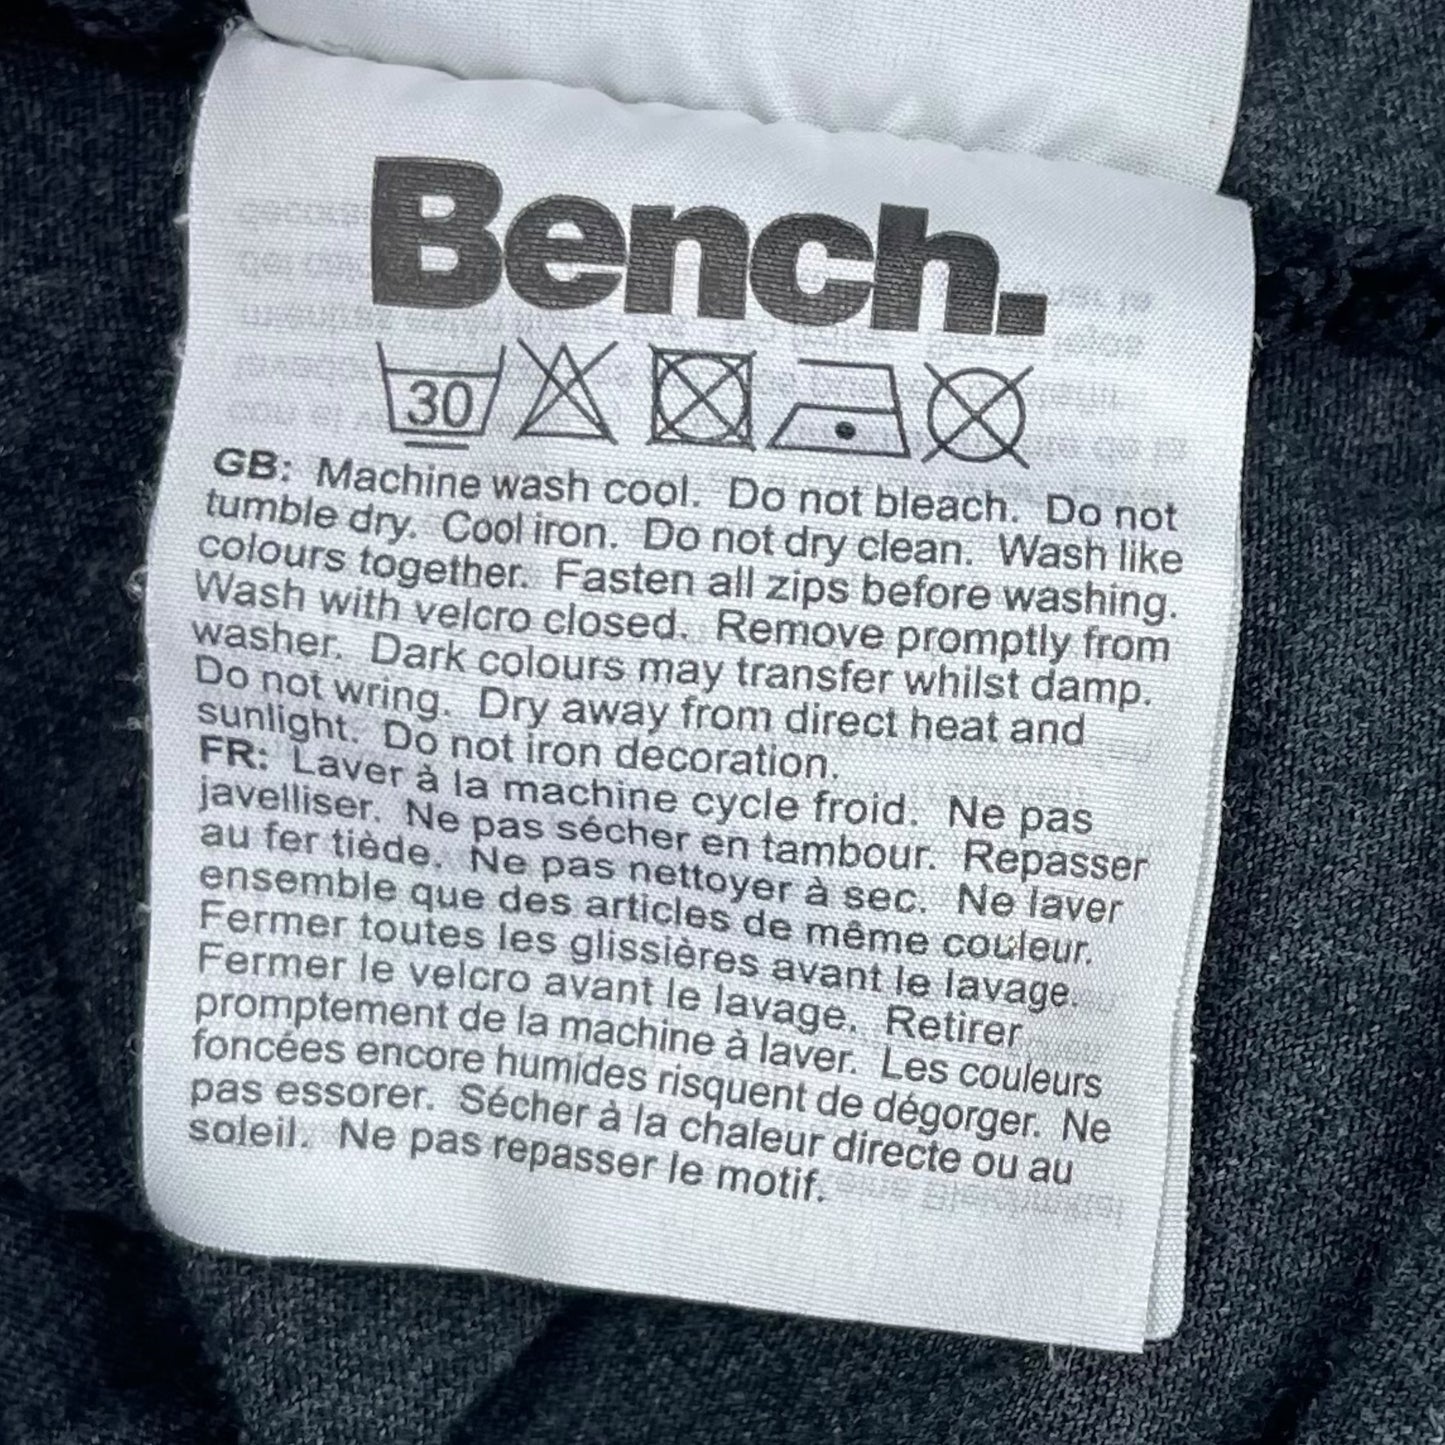 Bench.
30
GB: Machine wash cool. Do not bleach. Do not
tumble dry. Cool iron. Do not dry clean. Wash like
colours together. Fasten all zips before washing.
Wash with velcro closed. Remove promptly from
washer. Dark colours may transfer whilst damp.
Do not wring. Dry away from direct heat and
sunlight. Do not iron decoration.
FR: Laver à la machine cycle froid. Ne pas
javelliser. Ne pas sécher en tambour. Repasser
au fer tiède. Ne pas nettoyer à sec. Ne laver
ensemble que des articles de même couleur.
Fermer toutes les glissières avant le lavage.
Fermer le velcro avant le lavage. Retirer
promptement de la machine à laver. Les couleurs
foncées encore humides risquent de dégorger. Ne
pas essorer. Sécher à la chaleur directe ou au
soleil. Ne pas repasser le motif.